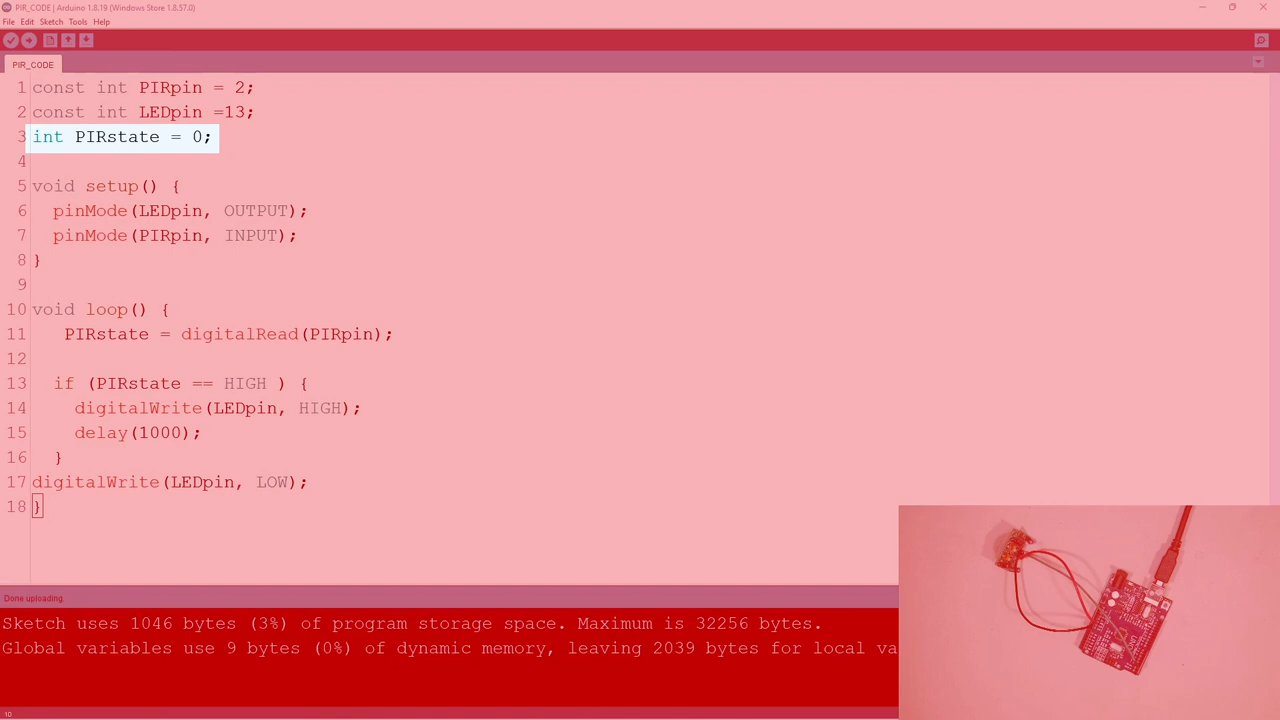 PIR_CODE | Arduino 1.8.19 (Windows Store 1.8.57.0)
File Edit Sketch Tools Help
PIR_CODE
1 const int PIRpin = 2;
2 const int LEDpin =13;
3 int PIRstate = 0;
4
5 void setup() {
6 pinMode(LEDpin, OUTPUT);
7 pinMode(PIRpin, INPUT);
8 }
9
10 void loop() {
11 PIRstate = digitalRead(PIRpin);
12
13 if (PIRstate == HIGH ) {
14 digitalWrite(LEDpin, HIGH);
15 delay(1000);
16 }
17 digitalWrite(LEDpin, LOW);
18 }
Done uploading.
Sketch uses 1046 bytes (3%) of program storage space. Maximum is 32256 bytes.
Global variables use 9 bytes (0%) of dynamic memory, leaving 2039 bytes for local va
10